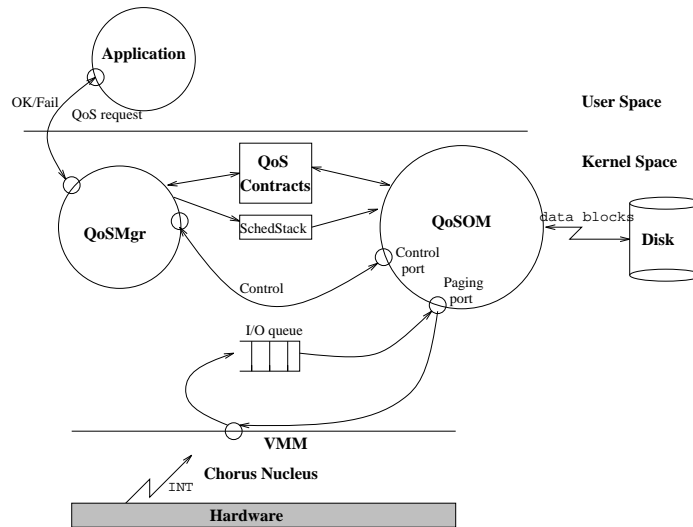 Application
OK/Fail
QoS request
User Space
Kernel Space
QoS
Contracts
SchedStack
QoSMgr
QoSOM
data blocks
Disk
Control
port
Control
Paging
port
I/O queue
VMM
Chorus Nucleus
INT
Hardware